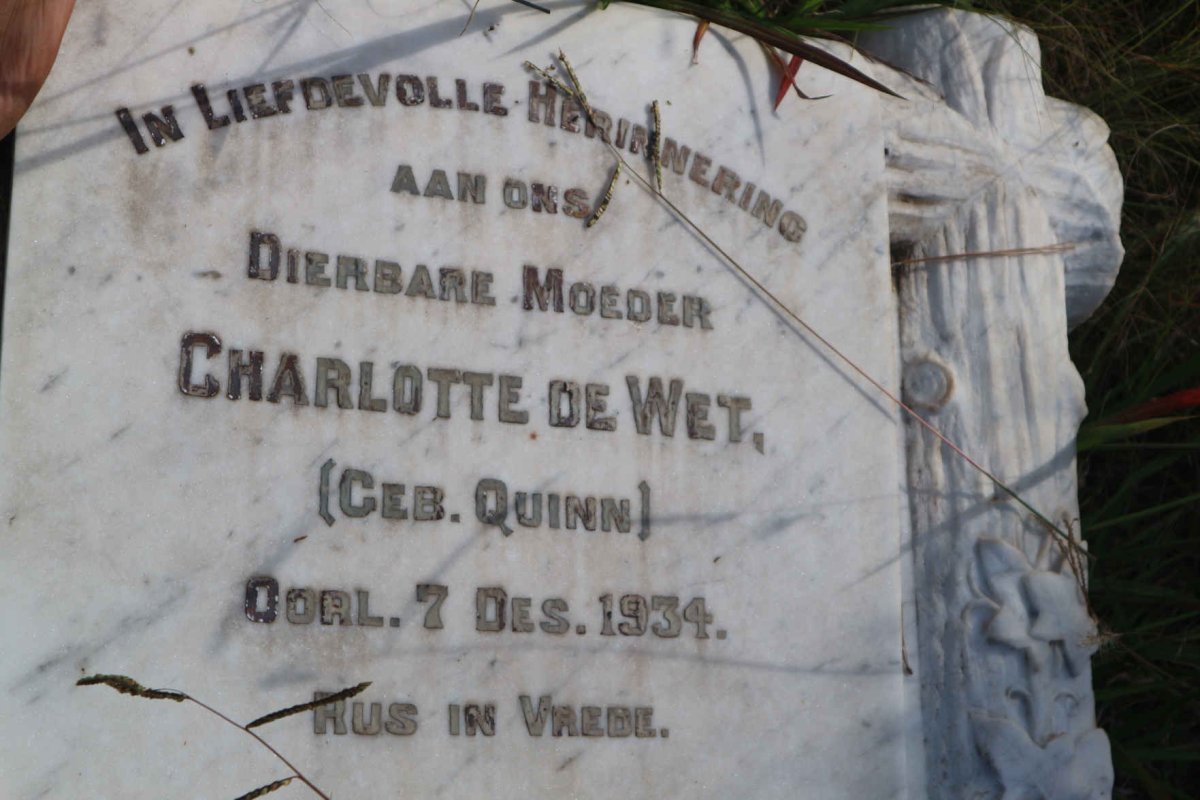 In Liefdevolle Herinnering
aan ons
Dierbare Moeder
Charlotte de Wet,
(Geb. Quinn)
Oorl. 7 Des. 1934.
Rus in Vrede.